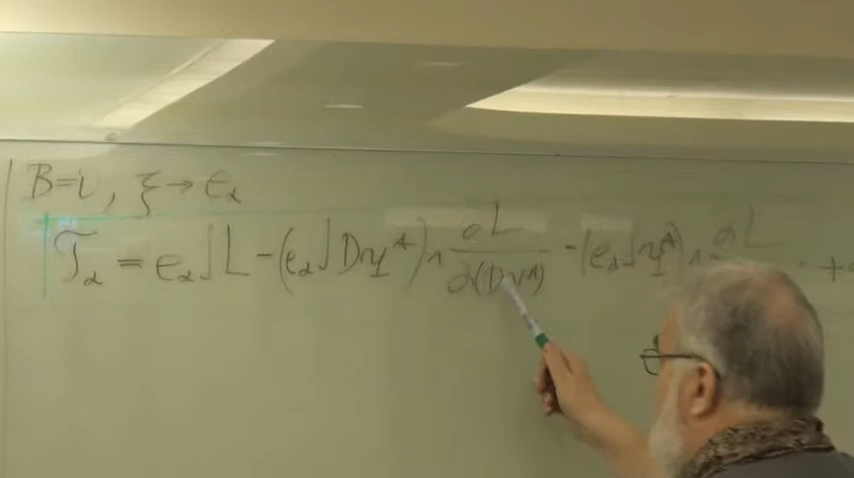 B=i, ξ→e_α
𝒯_α = e_α⌋L − (e_α⌋Dψ^A)∧ ∂L/∂(Dψ^A) − (e_α⌋ψ^A)∧ ∂L +